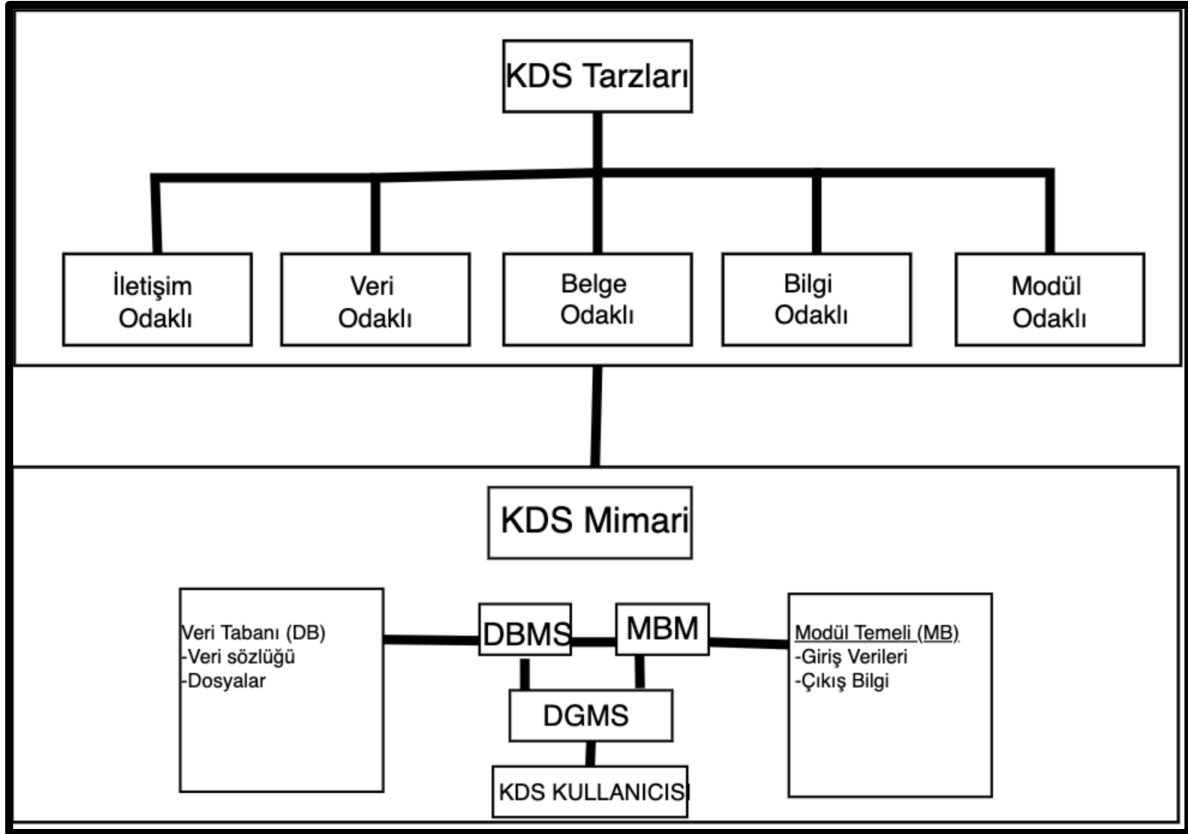 KDS Tarzları
İletişim
Odaklı
Veri
Odaklı
Belge
Odaklı
Bilgi
Odaklı
Modül
Odaklı
KDS Mimari
Veri Tabanı (DB)
-Veri sözlüğü
-Dosyalar
DBMS
MBM
Modül Temeli (MB)
-Giriş Verileri
-Çıkış Bilgi
DGMS
KDS KULLANICISI